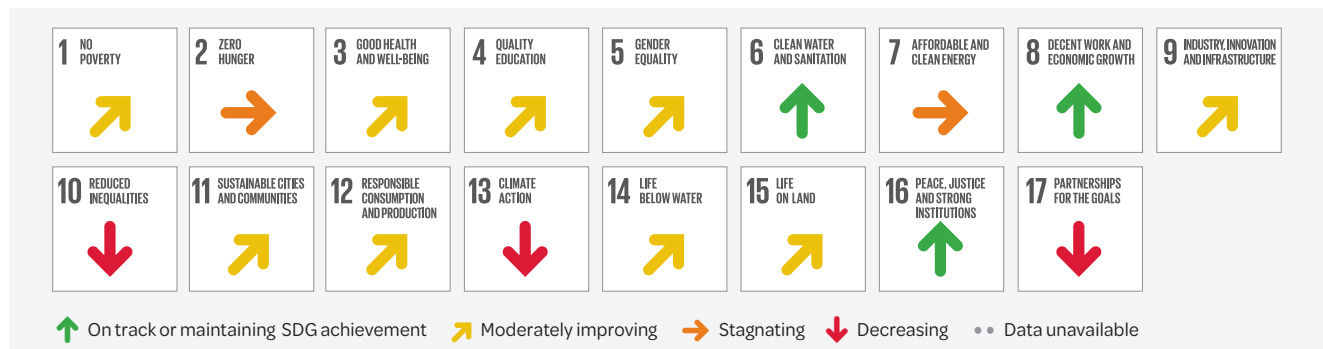 1 NO
POVERTY
2 ZERO
HUNGER
3 GOOD HEALTH
AND WELL-BEING
4 QUALITY
EDUCATION
5 GENDER
EQUALITY
6 CLEAN WATER
AND SANITATION
7 AFFORDABLE AND
CLEAN ENERGY
8 DECENT WORK AND
ECONOMIC GROWTH
9 INDUSTRY, INNOVATION
AND INFRASTRUCTURE
10 REDUCED
INEQUALITIES
11 SUSTAINABLE CITIES
AND COMMUNITIES
12 RESPONSIBLE
CONSUMPTION
AND PRODUCTION
13 CLIMATE
ACTION
14 LIFE
BELOW WATER
15 LIFE
ON LAND
16 PEACE, JUSTICE
AND STRONG
INSTITUTIONS
17 PARTNERSHIPS
FOR THE GOALS
On track or maintaining SDG achievement
Moderately improving
Stagnating
Decreasing
Data unavailable